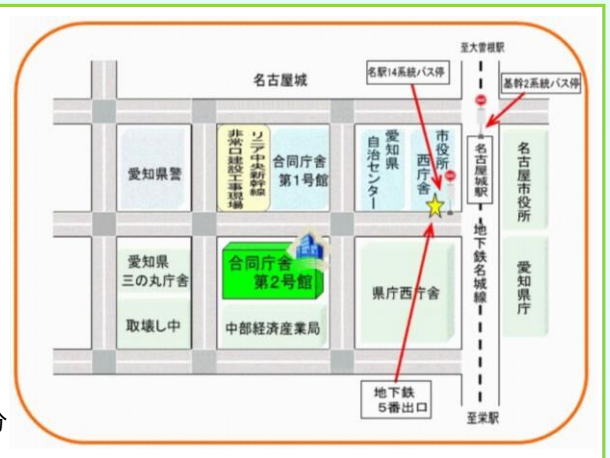 至大曽根駅
名駅14系統バス停
基幹2系統バス停
名古屋城
愛知県警
リニア中央新幹線
非常口建設工事現場
合同庁舎
第1号館
愛知県
自治センター
市役所
西庁舎
名古屋城駅
名古屋市役所
地下鉄名城線
愛知県
三の丸庁舎
合同庁舎
第2号館
県庁西庁舎
愛知県庁
取壊し中
中部経済産業局
地下鉄
5番出口
至栄駅
分